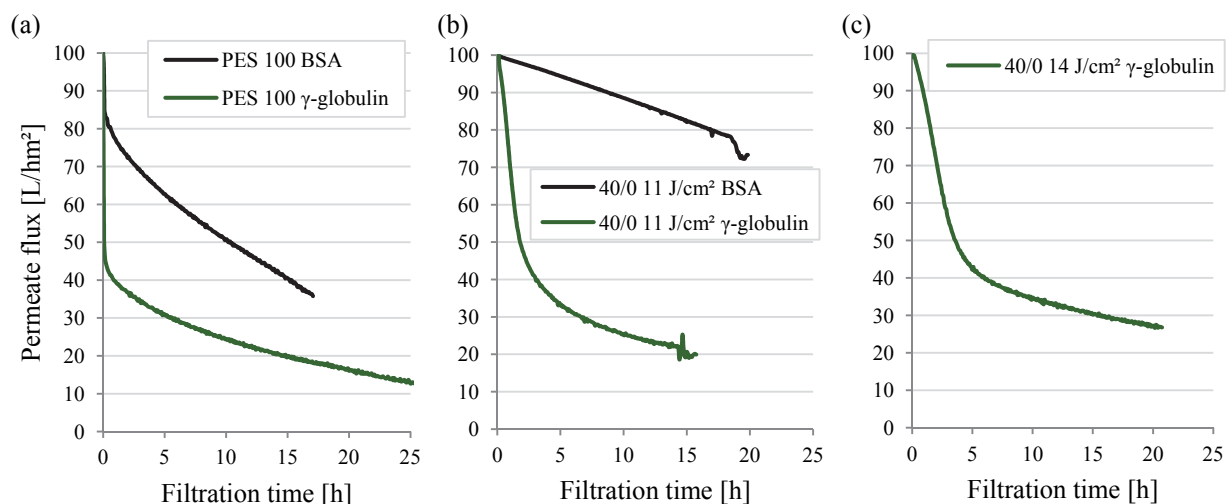 (a)
PES 100 BSA
PES 100 γ-globulin
Permeate flux [L/hm²]
100
90
80
70
60
50
40
30
20
10
0
0 5 10 15 20 25
Filtration time [h]
(b)
40/0 11 J/cm² BSA
40/0 11 J/cm² γ-globulin
100
90
80
70
60
50
40
30
20
10
0
0 5 10 15 20 25
Filtration time [h]
(c)
40/0 14 J/cm² γ-globulin
100
90
80
70
60
50
40
30
20
10
0
0 5 10 15 20 25
Filtration time [h]